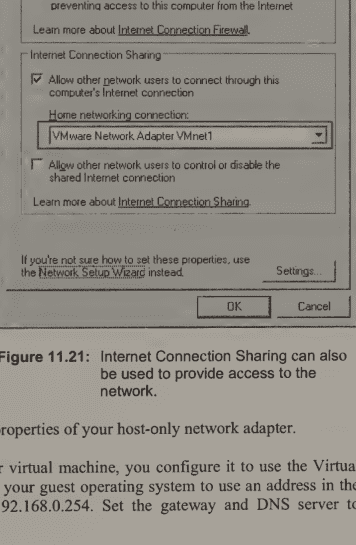 preventing access to this computer from the Internet
Learn more about Internet Connection Firewall.
Internet Connection Sharing
Allow other network users to connect through this
computer's Internet connection
Home networking connection:
VMware Network Adapter VMnet1
Allow other network users to control or disable the
shared Internet connection
Learn more about Internet Connection Sharing.
If you're not sure how to set these properties, use
the Network Setup Wizard instead.
Settings...
OK
Cancel
Figure 11.21: Internet Connection Sharing can also
be used to provide access to the
network.
roperties of your host-only network adapter.
r virtual machine, you configure it to use the Virtua
your guest operating system to use an address in the
92.168.0.254. Set the gateway and DNS server to